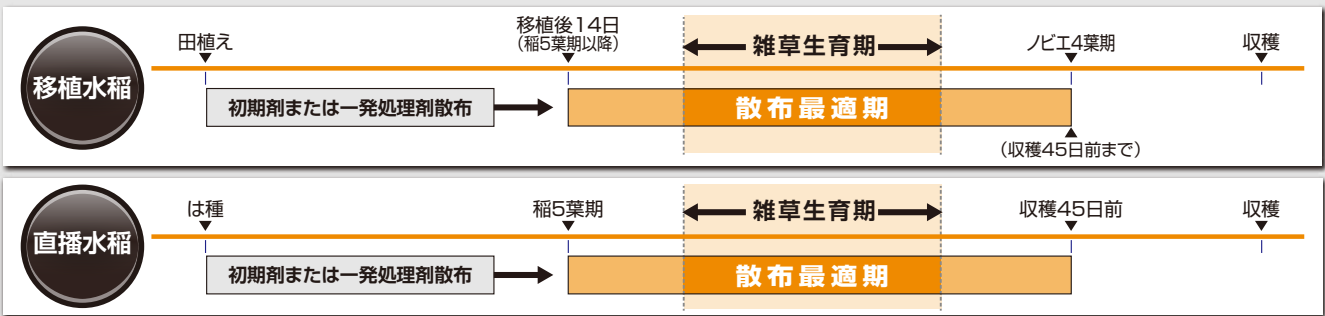 移植水稲
田植え
移植後14日
(稲5葉期以降)
雑草生育期
ノビエ4葉期
収穫
初期剤または一発処理剤散布
散布最適期
(収穫45日前まで)
直播水稲
は種
稲5葉期
雑草生育期
収穫45日前
収穫
初期剤または一発処理剤散布
散布最適期